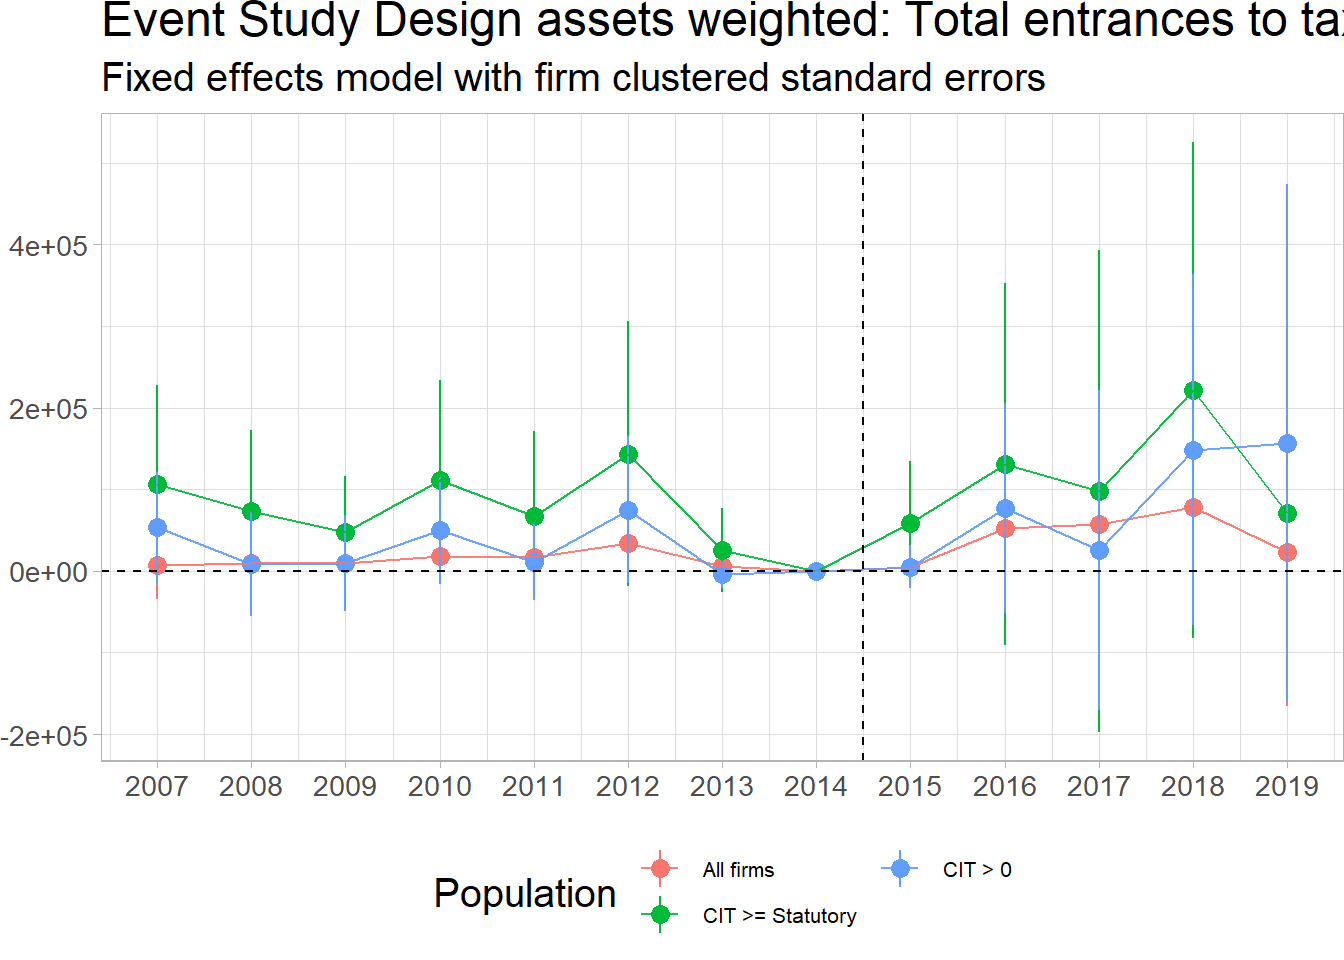 Event Study Design assets weighted: Total entrances to
Fixed effects model with firm clustered standard errors
4e+05
2e+05
0e+00
-2e+05
2007 2008 2009 2010 2011 2012 2013 2014 2015 2016 2017 2018 2019
Population
All firms
CIT > 0
CIT >= Statutory